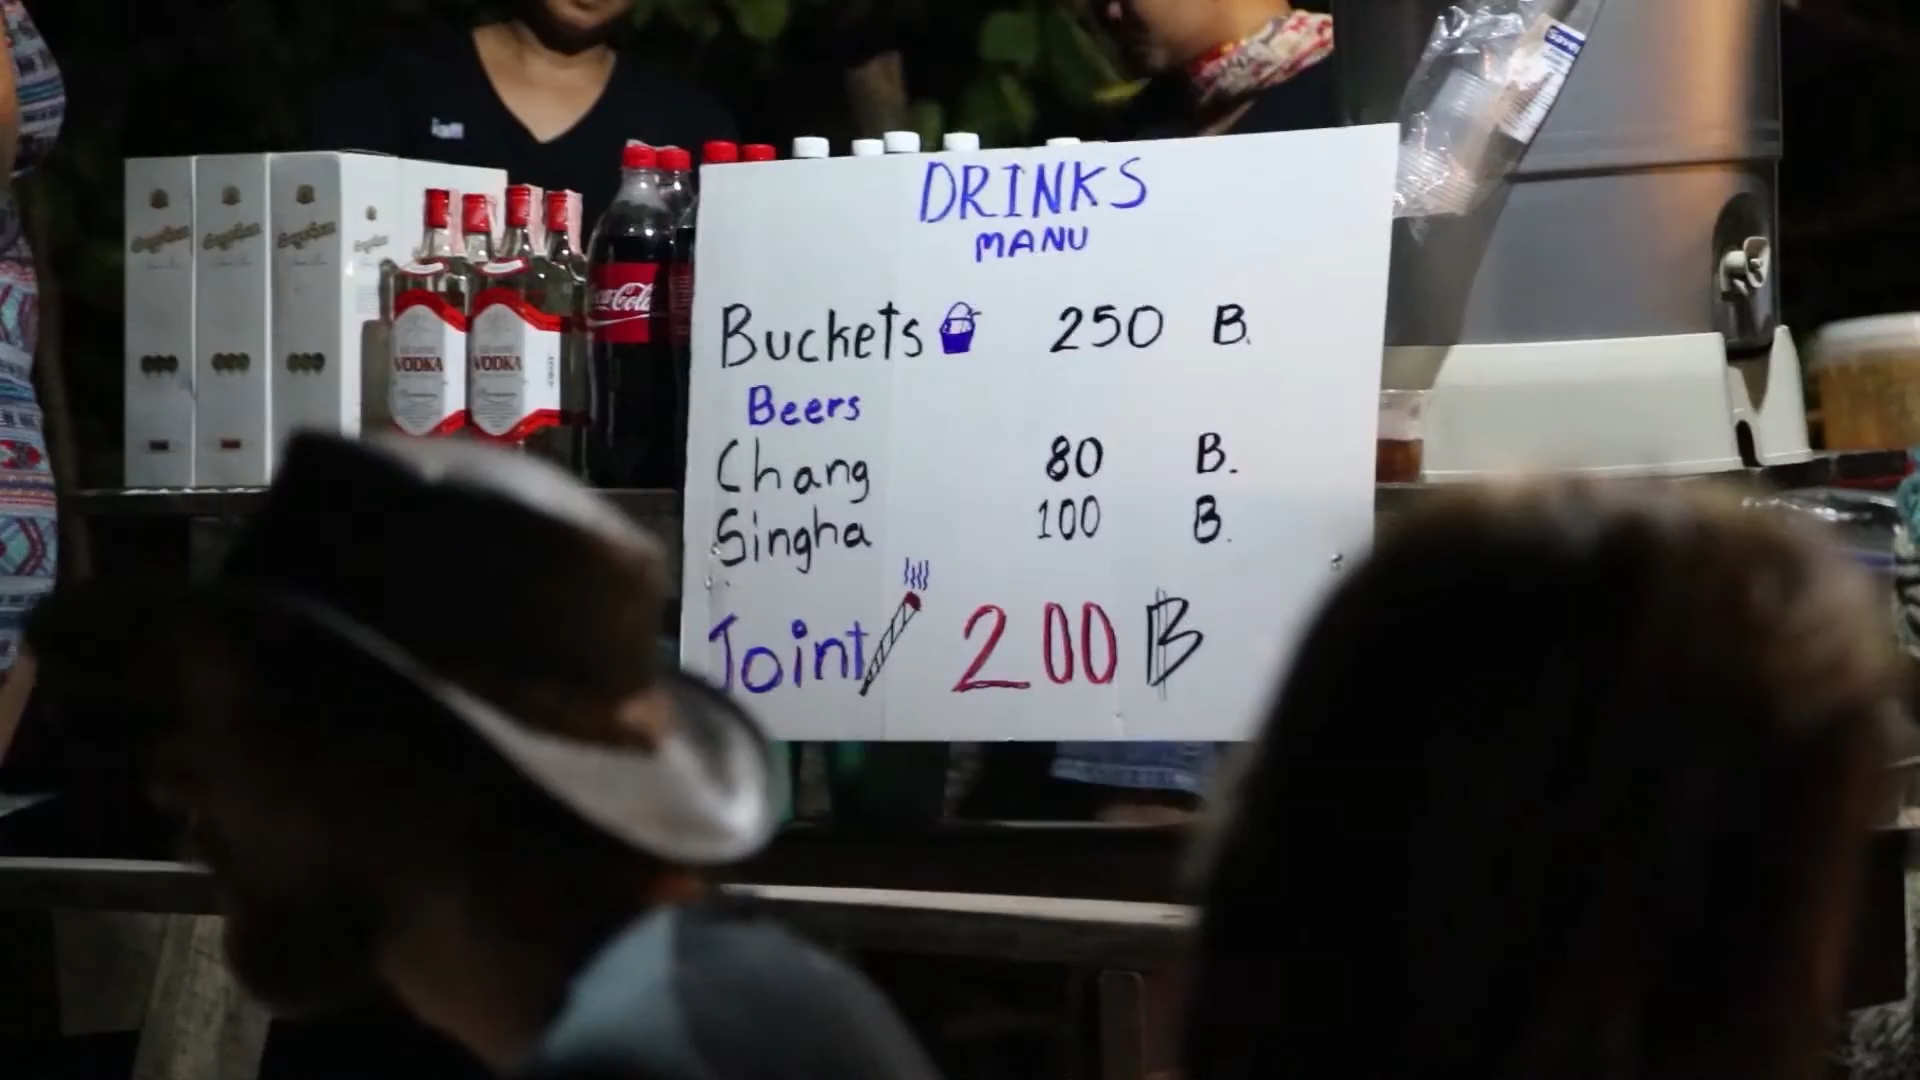 DRINKS
MANU
Buckets 250 B.
Beers
Chang 80 B.
Singha 100 B.
Joint 200 ฿
VODKA
VODKA
Coca-Cola